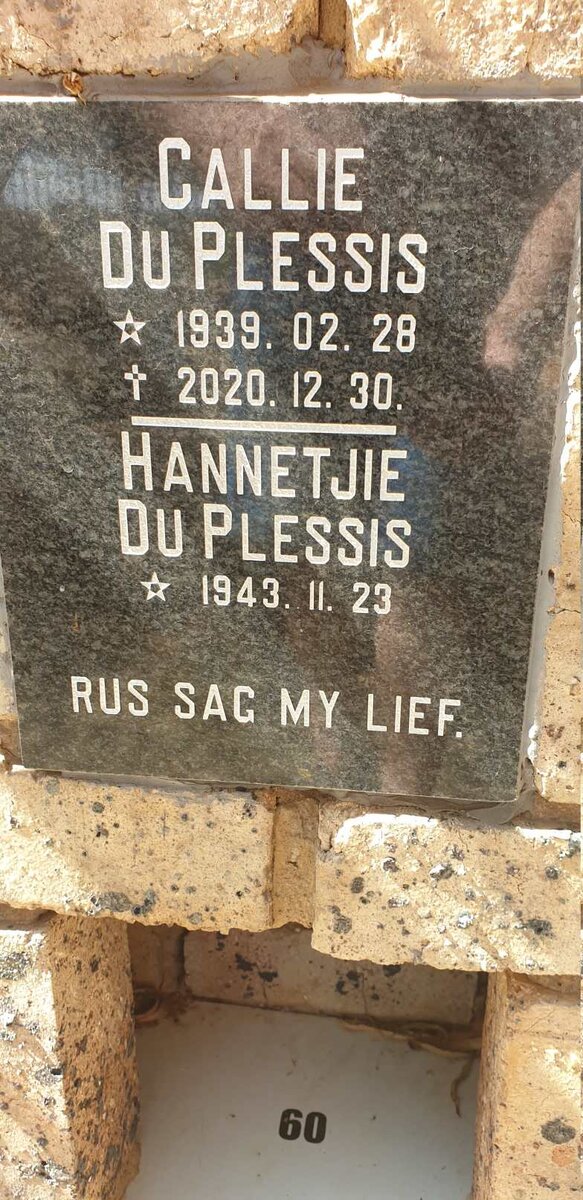 CALLIE
DU PLESSIS
☆ 1939. 02. 28
✝ 2020. 12. 30.
HANNETJIE
DU PLESSIS
☆ 1943. 11. 23
RUS SAG MY LIEF.
60